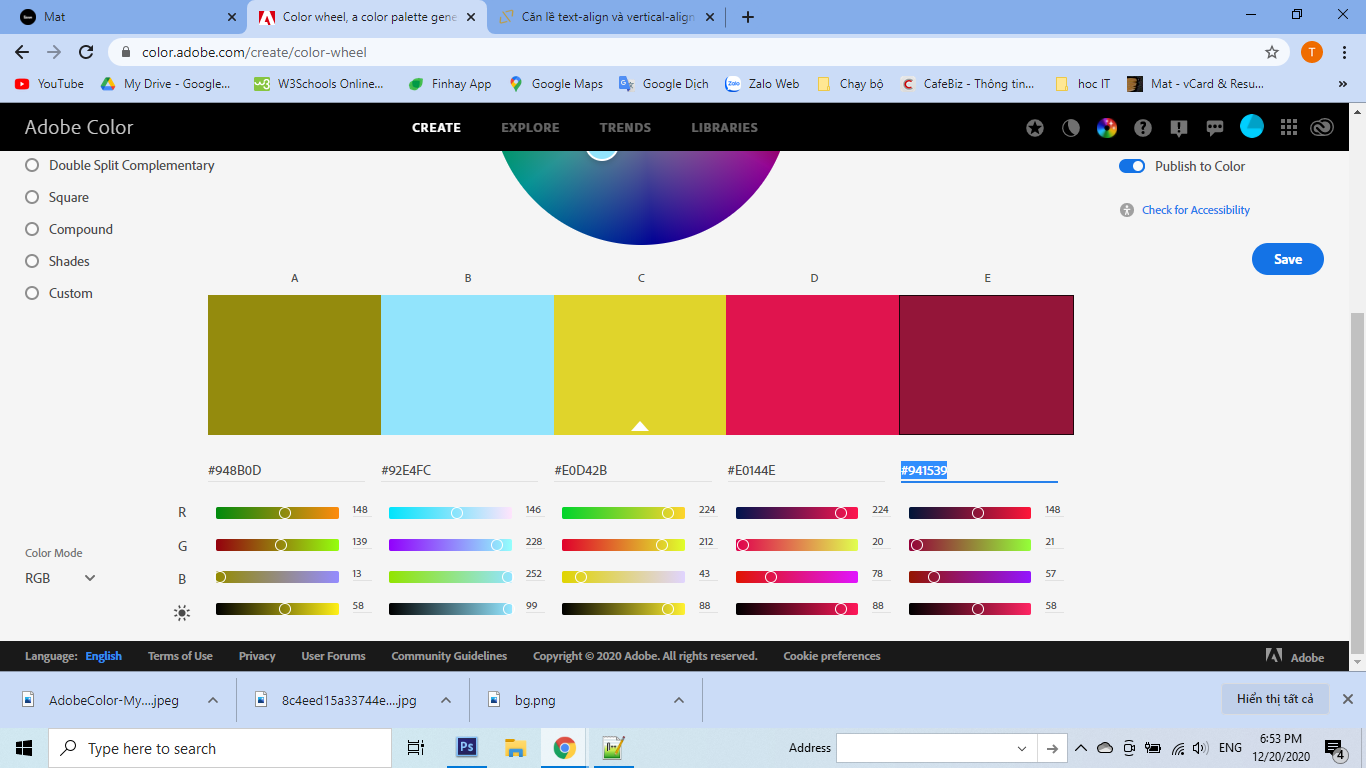 Mat
Color wheel, a color palette gene
Căn lề text-align và vertical-align
color.adobe.com/create/color-wheel
T
YouTube
My Drive - Google...
W3Schools Online...
Finhay App
Google Maps
Google Dịch
Zalo Web
Chạy bộ
CafeBiz - Thông tin...
hoc IT
Mat - vCard & Resu...
»
Adobe Color
CREATE
EXPLORE
TRENDS
LIBRARIES
Double Split Complementary
Square
Compound
Shades
Custom
Publish to Color
Check for Accessibility
Save
A B C D E
#948B0D #92E4FC #E0D42B #E0144E #941539
R 148 146 224 224 148
G 139 228 212 20 21
B 13 252 43 78 57
58 99 88 88 58
Color Mode
RGB
Language: English
Terms of Use
Privacy
User Forums
Community Guidelines
Copyright © 2020 Adobe. All rights reserved.
Cookie preferences
Adobe
AdobeColor-My....jpeg
8c4eed15a33744e....jpg
bg.png
Hiển thị tất cả
Type here to search
Ps
Address
ENG
6:53 PM
12/20/2020
4